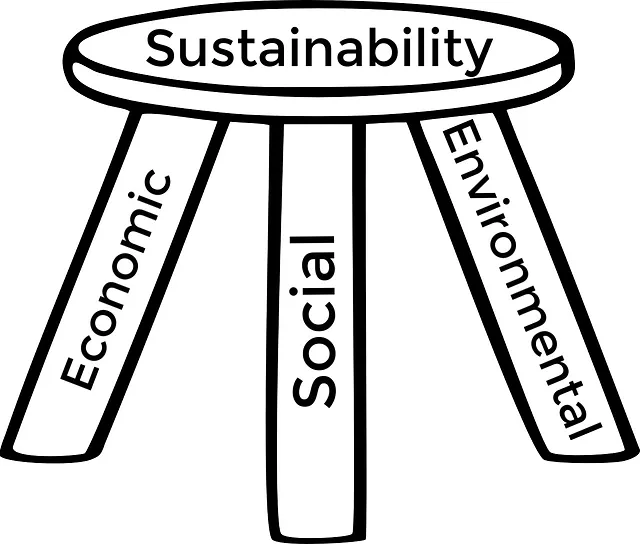 Sustainability
Economic
Social
Environmental